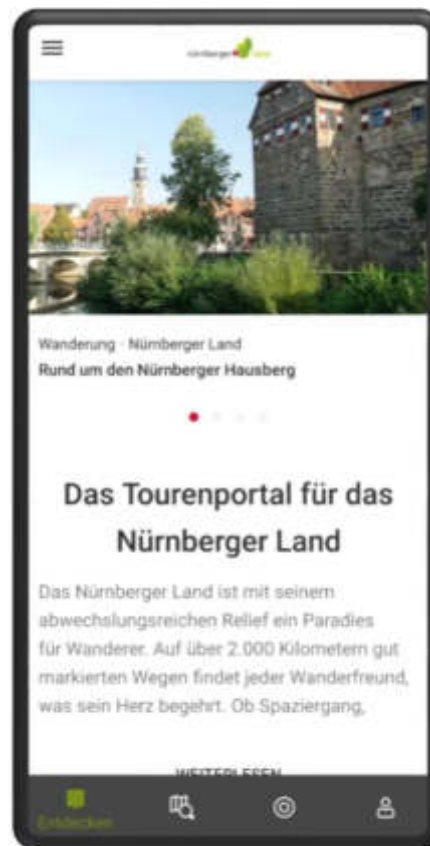 nürnberger land
Wanderung · Nürnberger Land
Rund um den Nürnberger Hausberg
Das Tourenportal für das
Nürnberger Land
Das Nürnberger Land ist mit seinem
abwechslungsreichen Relief ein Paradies
für Wanderer. Auf über 2.000 Kilometern gut
markierten Wegen findet jeder Wanderfreund,
was sein Herz begehrt. Ob Spaziergang,
WEITERLESEN
Entdecken